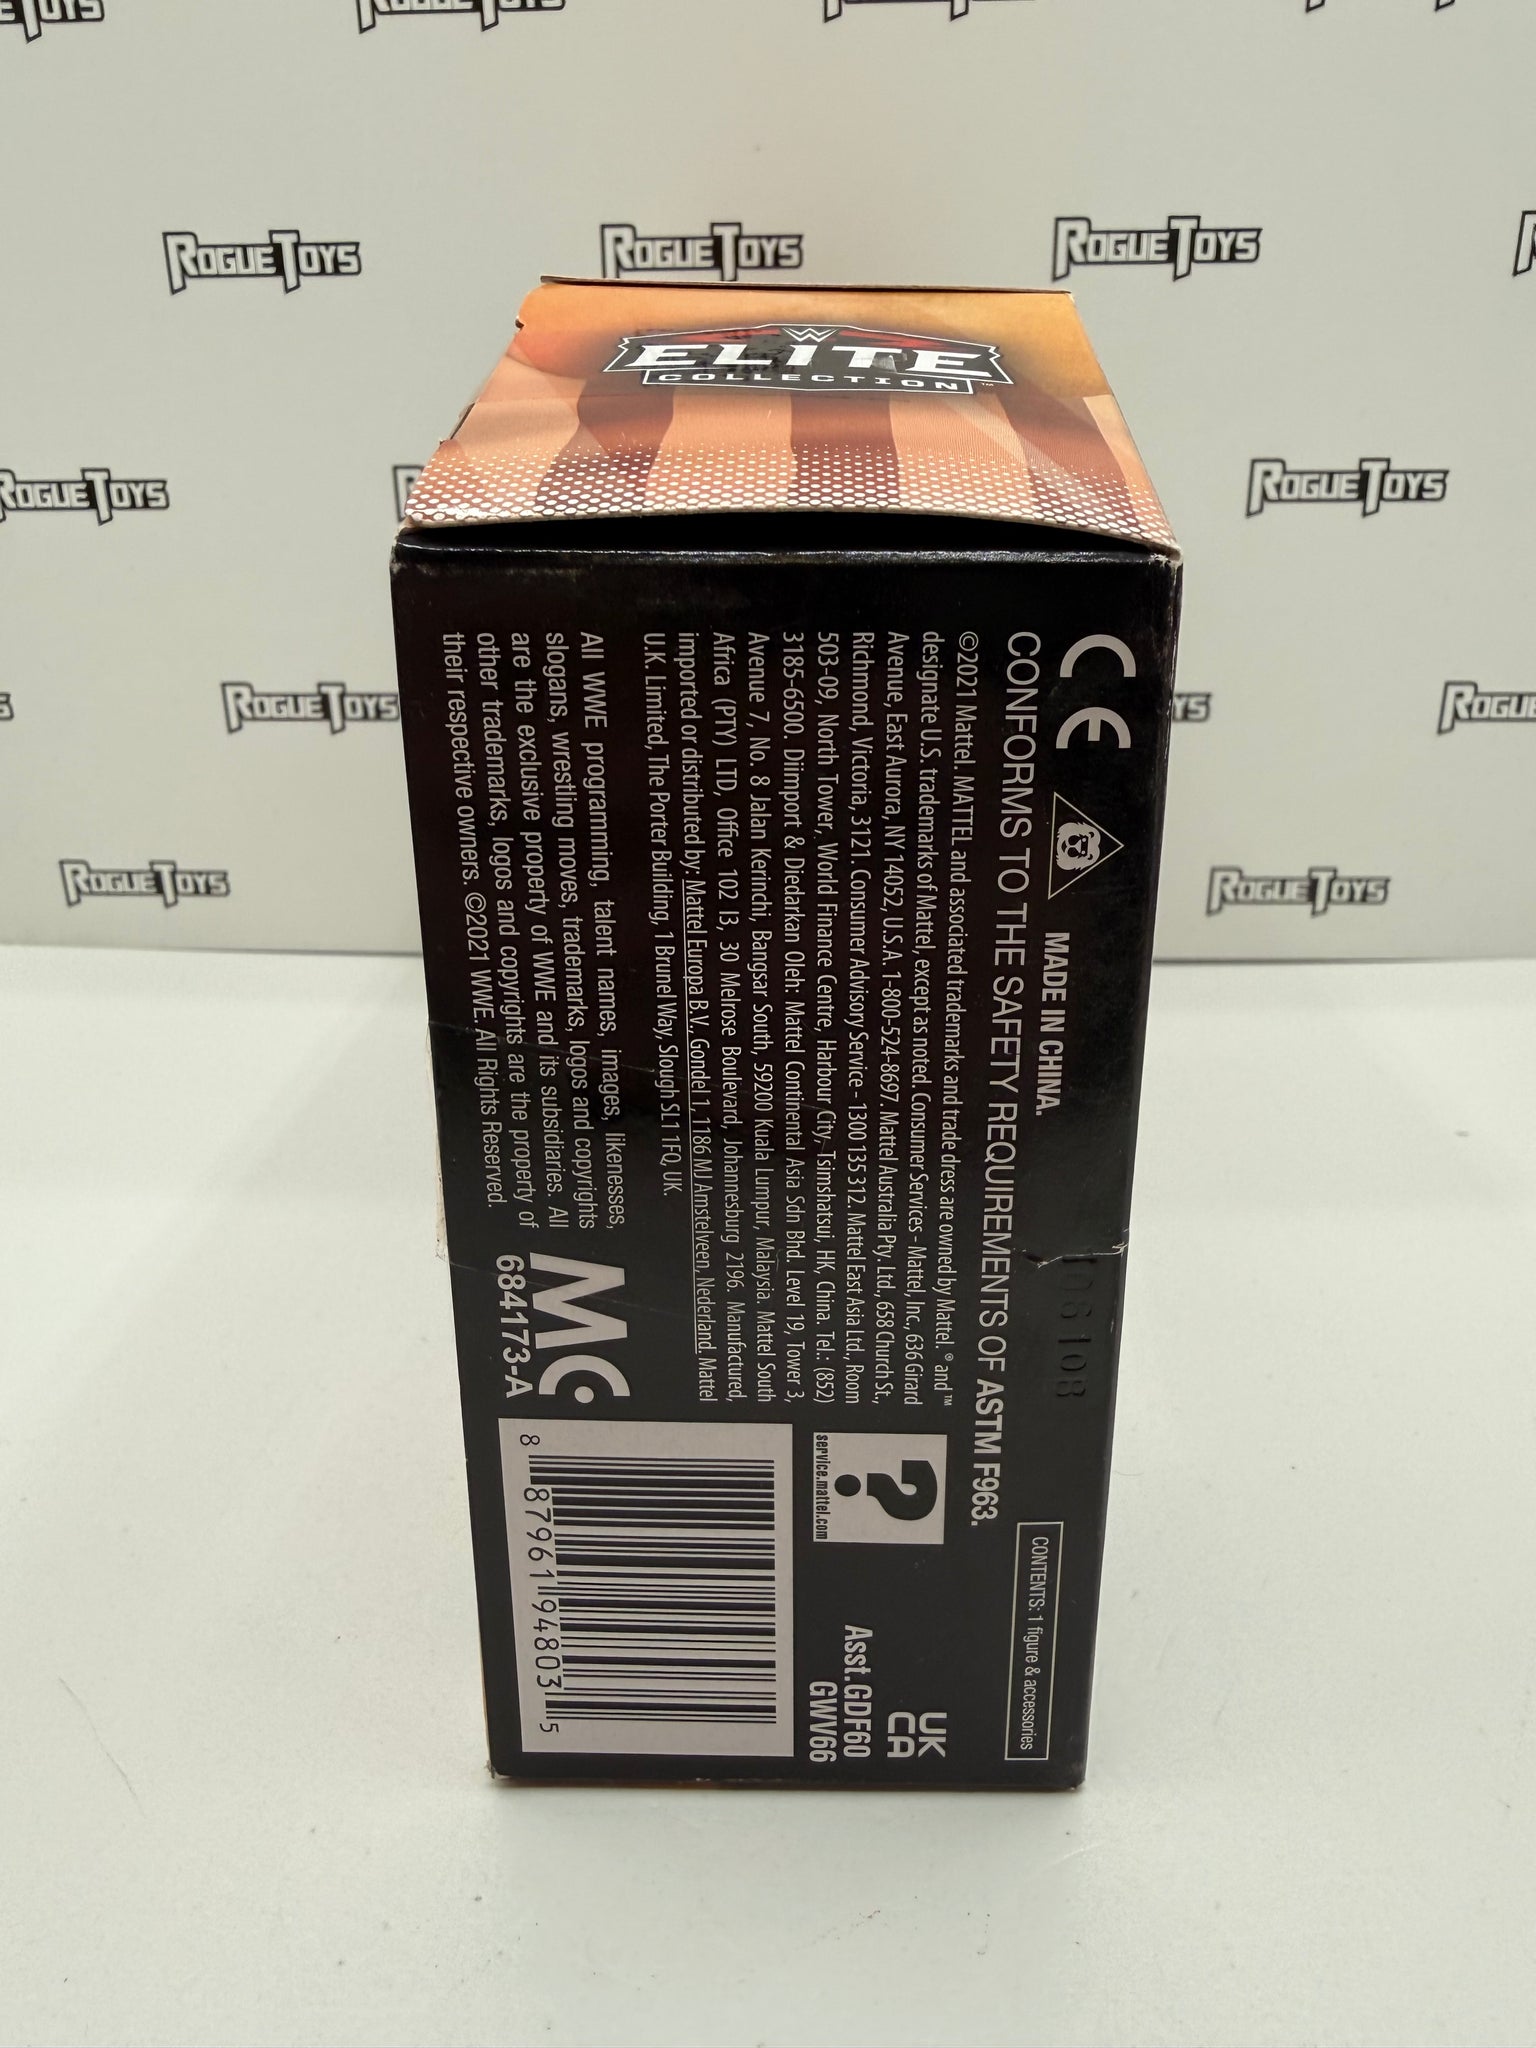 ROGUE TOYS
ROGUE TOYS
ROGUE TOYS
ROGUE TOYS
ROGUE TOYS
W
ELITE
COLLECTION™
ROGUE TOYS
ROGUE TOYS
ROGUE TOYS
ROGUE TOYS
CE
MADE IN CHINA.
CONTENTS: 1 figure & accessories
CONFORMS TO THE SAFETY REQUIREMENTS OF ASTM F963.
©2021 Mattel. MATTEL and associated trademarks and trade dress are owned by Mattel. ® and ™
designate U.S. trademarks of Mattel, except as noted. Consumer Services - Mattel, Inc., 636 Girard
Avenue, East Aurora, NY 14052, U.S.A. 1-800-524-8697. Mattel Australia Pty. Ltd., 658 Church St.,
Richmond, Victoria, 3121. Consumer Advisory Service - 1300 135 312. Mattel East Asia Ltd., Room
503-09, North Tower, World Finance Centre, Harbour City, Tsimshatsui, HK, China. Tel.: (852)
3185-6500. Diimport & Diedarkan Oleh: Mattel Continental Asia Sdn Bhd. Level 19, Tower 3,
Avenue 7, No. 8 Jalan Kerinchi, Bangsar South, 59200 Kuala Lumpur, Malaysia. Mattel South
Africa (PTY) LTD, Office 102 I3, 30 Melrose Boulevard, Johannesburg 2196. Manufactured,
imported or distributed by: Mattel Europa B.V., Gondel 1, 1186 MJ Amstelveen, Nederland. Mattel
U.K. Limited, The Porter Building, 1 Brunel Way, Slough SL1 1FQ, UK.
?
service.mattel.com
UK
CA
Asst.GDF60
GWV66
All WWE programming, talent names, images, likenesses,
slogans, wrestling moves, trademarks, logos and copyrights
are the exclusive property of WWE and its subsidiaries. All
other trademarks, logos and copyrights are the property of
their respective owners. ©2021 WWE. All Rights Reserved.
MC
684173-A
8 87961 94803 5